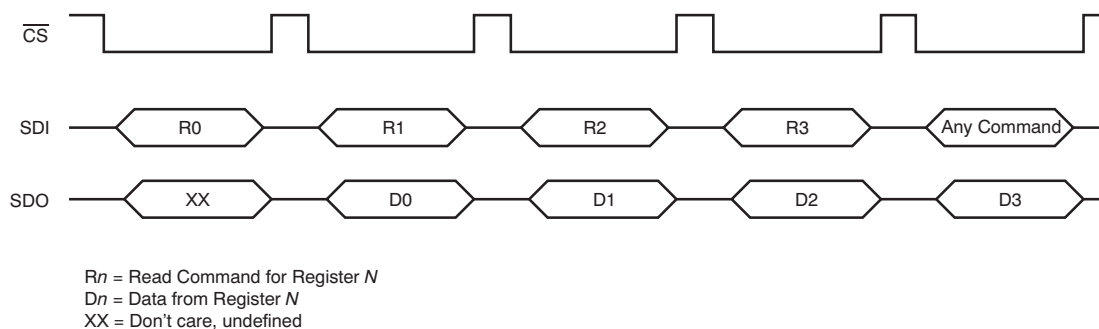 CS
SDI R0 R1 R2 R3 Any Command
SDO XX D0 D1 D2 D3
Rn = Read Command for Register N
Dn = Data from Register N
XX = Don't care, undefined